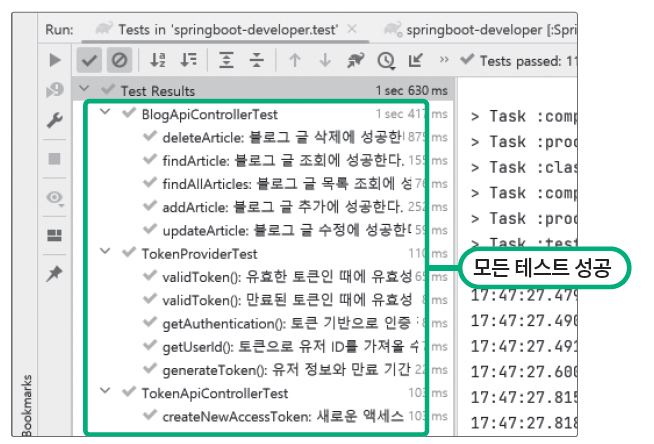 Run: Tests in 'springboot-developer.test' × springboot-developer [:Spri
Tests passed: 11
Test Results 1 sec 630 ms
BlogApiControllerTest 1 sec 417 ms
deleteArticle: 블로그 글 삭제에 성공한 875 ms
findArticle: 블로그 글 조회에 성공한다. 155 ms
findAllArticles: 블로그 글 목록 조회에 성 76 ms
addArticle: 블로그 글 추가에 성공한다. 252 ms
updateArticle: 블로그 글 수정에 성공한 59 ms
TokenProviderTest ms
validToken(): 유효한 토큰인 때에 유효성 65 ms
validToken(): 만료된 토큰인 때에 유효성 8 ms
getAuthentication(): 토큰 기반으로 인증 8 ms
getUserId(): 토큰으로 유저 ID를 가져올 수 ms
generateToken(): 유저 정보와 만료 기간 22 ms
TokenApiControllerTest 103 ms
createNewAccessToken: 새로운 액세스 103 ms
> Task :comp
> Task :proc
> Task :clas
> Task :comp
> Task :proc
> Task :test
모든 테스트 성공
17:47:27.479
17:47:27.490
17:47:27.491
17:47:27.600
17:47:27.815
17:47:27.818
Bookmarks